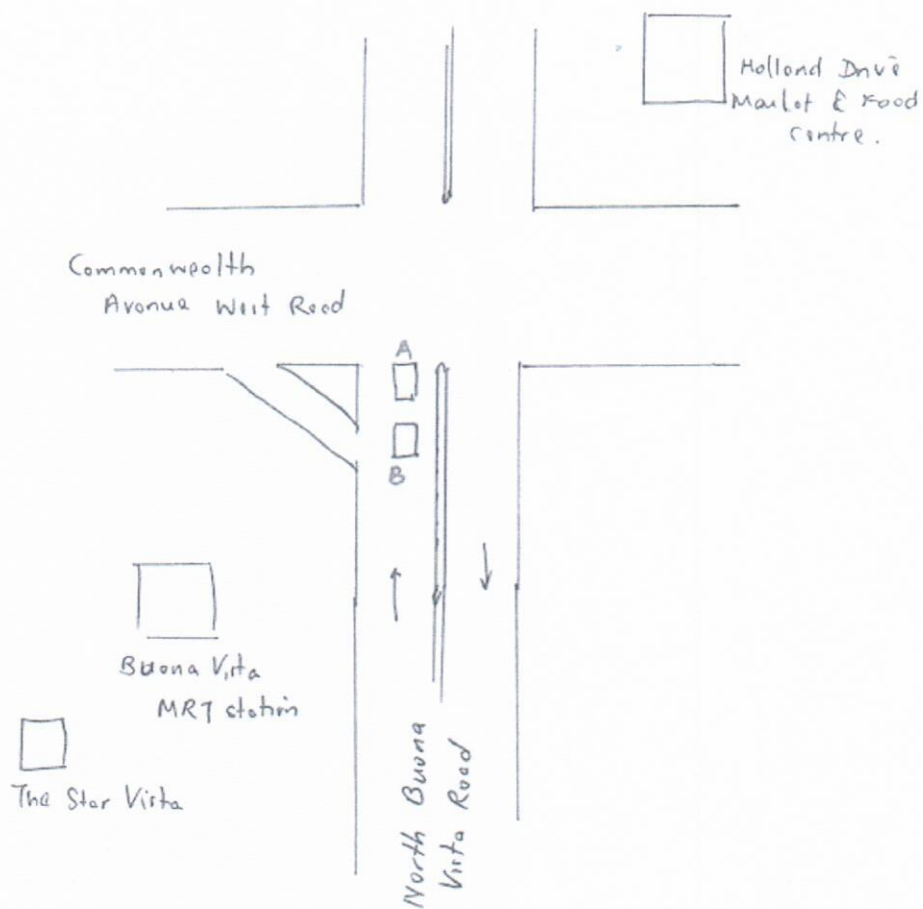 Holland Drive
Market & Food
centre.
Commonwealth
Avenue West Road
A
B
Buona Vista
MRT station
The Star Vista
North Buona
Vista Road